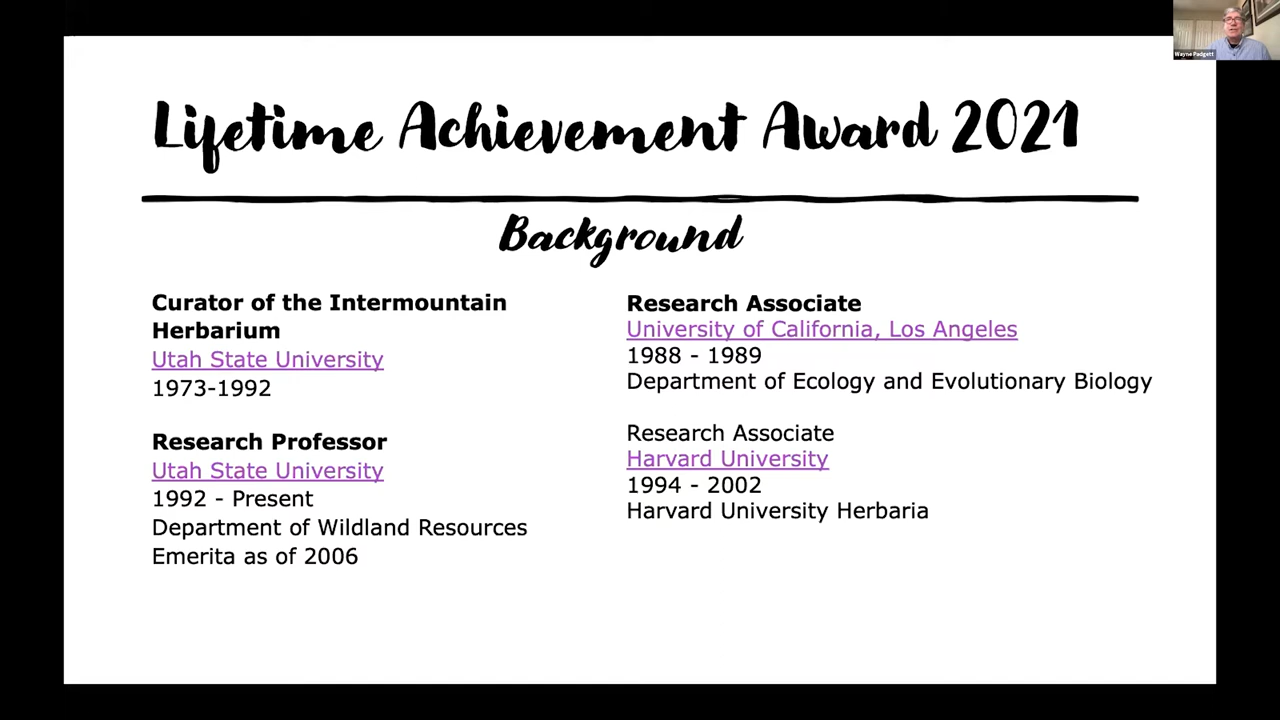 Wayne Padgett
Lifetime Achievement Award 2021
Background
Curator of the Intermountain
Herbarium
Utah State University
1973-1992
Research Professor
Utah State University
1992 - Present
Department of Wildland Resources
Emerita as of 2006
Research Associate
University of California, Los Angeles
1988 - 1989
Department of Ecology and Evolutionary Biology
Research Associate
Harvard University
1994 - 2002
Harvard University Herbaria